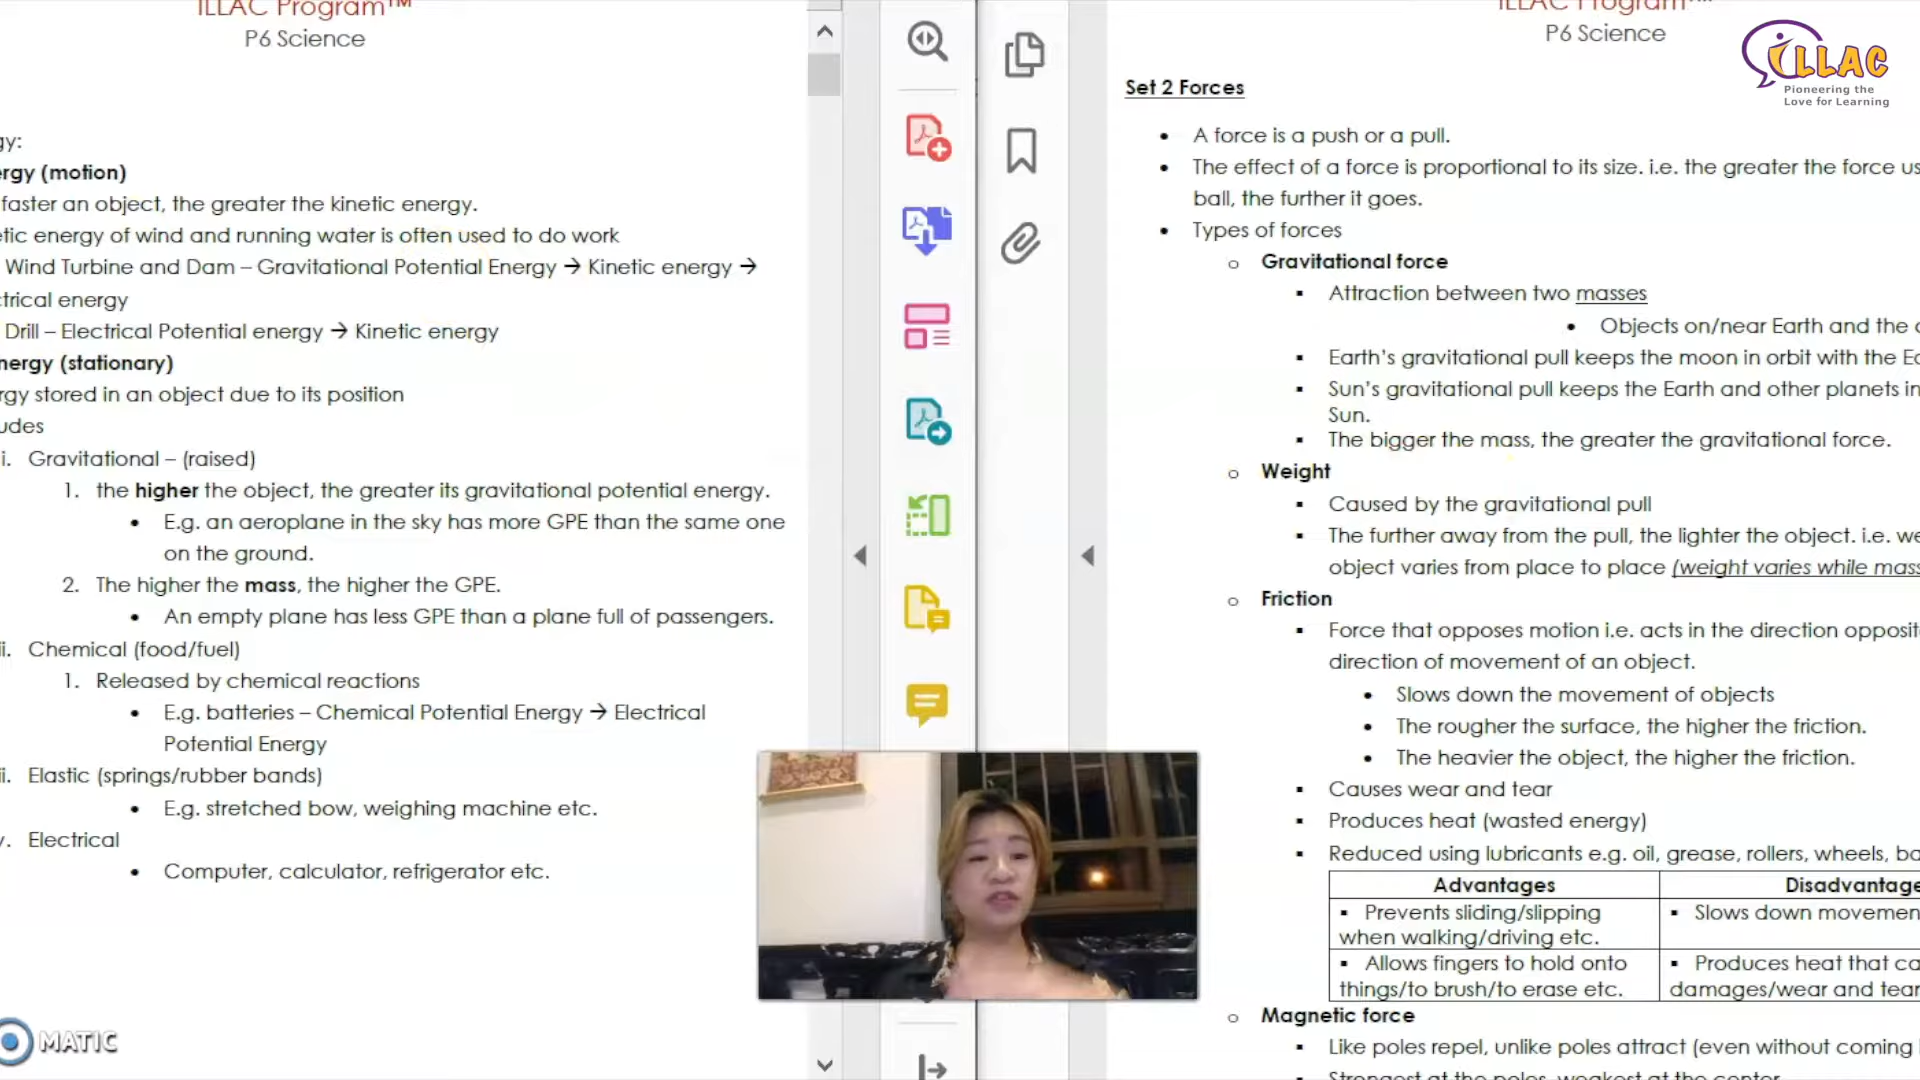 ILLAC Program™
P6 Science
gy:
ergy (motion)
faster an object, the greater the kinetic energy.
etic energy of wind and running water is often used to do work
Wind Turbine and Dam – Gravitational Potential Energy → Kinetic energy →
ctrical energy
Drill – Electrical Potential energy → Kinetic energy
nergy (stationary)
rgy stored in an object due to its position
udes
i. Gravitational – (raised)
1. the higher the object, the greater its gravitational potential energy.
• E.g. an aeroplane in the sky has more GPE than the same one
on the ground.
2. The higher the mass, the higher the GPE.
• An empty plane has less GPE than a plane full of passengers.
ii. Chemical (food/fuel)
1. Released by chemical reactions
• E.g. batteries – Chemical Potential Energy → Electrical
Potential Energy
ii. Elastic (springs/rubber bands)
• E.g. stretched bow, weighing machine etc.
v. Electrical
• Computer, calculator, refrigerator etc.
MATIC
ILLAC Program™
P6 Science
iLLAC
Pioneering the
Love for Learning
Set 2 Forces
• A force is a push or a pull.
• The effect of a force is proportional to its size. i.e. the greater the force us
ball, the further it goes.
• Types of forces
o Gravitational force
▪ Attraction between two masses
• Objects on/near Earth and the
▪ Earth's gravitational pull keeps the moon in orbit with the Ea
▪ Sun's gravitational pull keeps the Earth and other planets in
Sun.
▪ The bigger the mass, the greater the gravitational force.
o Weight
▪ Caused by the gravitational pull
▪ The further away from the pull, the lighter the object. i.e. we
object varies from place to place (weight varies while mass
o Friction
▪ Force that opposes motion i.e. acts in the direction opposit
direction of movement of an object.
• Slows down the movement of objects
• The rougher the surface, the higher the friction.
• The heavier the object, the higher the friction.
▪ Causes wear and tear
▪ Produces heat (wasted energy)
▪ Reduced using lubricants e.g. oil, grease, rollers, wheels, ba
Advantages Disadvantage
▪ Prevents sliding/slipping
when walking/driving etc.
▪ Slows down movemen
▪ Allows fingers to hold onto
things/to brush/to erase etc.
▪ Produces heat that ca
damages/wear and tear
o Magnetic force
▪ Like poles repel, unlike poles attract (even without coming
Strongest at the poles, weakest at the center